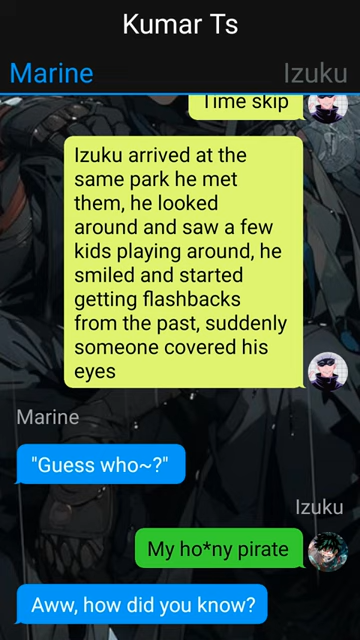 Kumar Ts
Marine
Izuku
Time skip
Izuku arrived at the
same park he met
them, he looked
around and saw a few
kids playing around, he
smiled and started
getting flashbacks
from the past, suddenly
someone covered his
eyes
Marine
"Guess who~?"
Izuku
My ho*ny pirate
Aww, how did you know?